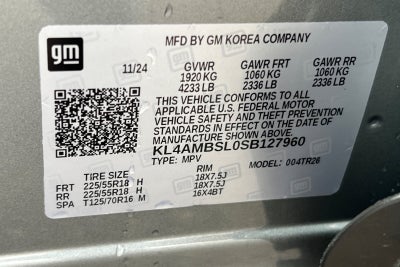 gm
MFD BY GM KOREA COMPANY
11/24 GVWR GAWR FRT GAWR RR
1920 KG 1060 KG 1060 KG
4233 LB 2336 LB 2336 LB
THIS VEHICLE CONFORMS TO ALL
APPLICABLE U.S. FEDERAL MOTOR
VEHICLE SAFETY AND THEFT PREVENTION
STANDARDS IN EFFECT ON THE DATE OF
MANUFACTURE SHOWN ABOVE.
KL4AMBSL0SB127960
TYPE: MPV MODEL: 004TR26
TIRE SIZE RIM
FRT 225/55R18 H 18X7.5J
RR 225/55R18 H 18X7.5J
SPA T125/70R16 M 16X4BT